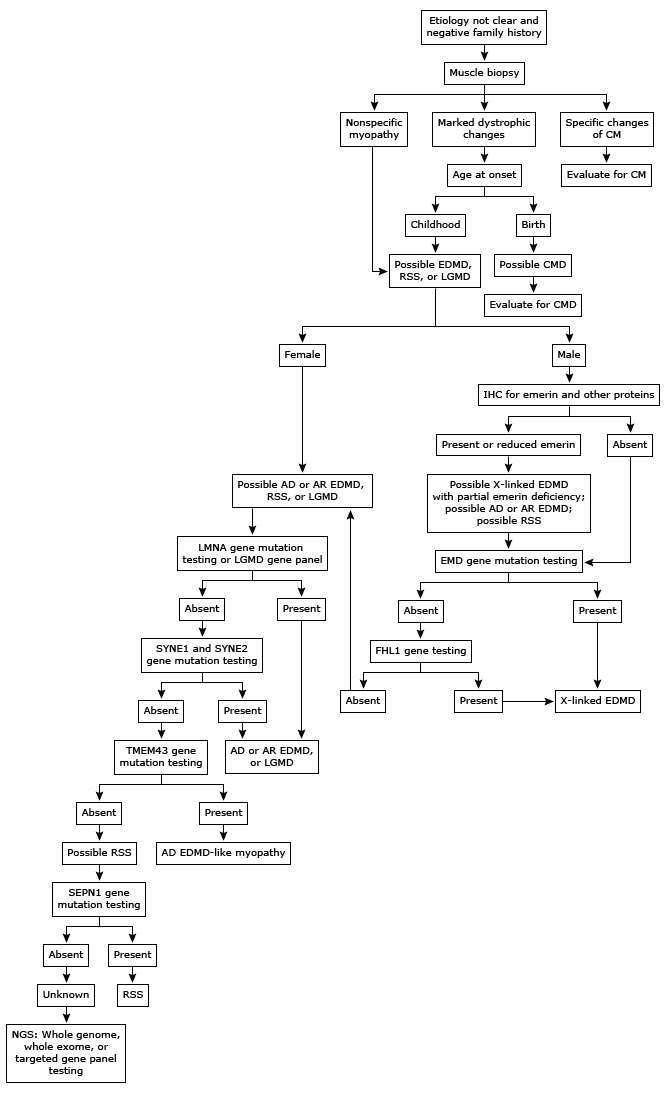 Etiology not clear and
negative family history
Muscle biopsy
Nonspecific
myopathy
Marked dystrophic
changes
Specific changes
of CM
Age at onset
Evaluate for CM
Childhood
Birth
Possible EDMD,
RSS, or LGMD
Possible CMD
Evaluate for CMD
Female
Male
IHC for emerin and other proteins
Present or reduced emerin
Absent
Possible AD or AR EDMD,
RSS, or LGMD
Possible X-linked EDMD
with partial emerin deficiency;
possible AD or AR EDMD;
possible RSS
LMNA gene mutation
testing or LGMD gene panel
EMD gene mutation testing
Absent
Present
Absent
Present
SYNE1 and SYNE2
gene mutation testing
FHL1 gene testing
Absent
Present
Absent
Present
X-linked EDMD
TMEM43 gene
mutation testing
AD or AR EDMD,
or LGMD
Absent
Present
Possible RSS
AD EDMD-like myopathy
SEPN1 gene
mutation testing
Absent
Present
Unknown
RSS
NGS: Whole genome,
whole exome, or
targeted gene panel
testing